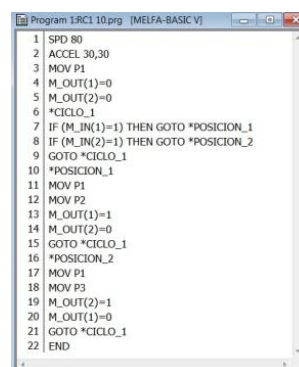 Program 1:RC1 10.prg [MELFA-BASIC V]
1 SPD 80
2 ACCEL 30,30
3 MOV P1
4 M_OUT(1)=0
5 M_OUT(2)=0
6 *CICLO_1
7 IF (M_IN(1)=1) THEN GOTO *POSICION_1
8 IF (M_IN(2)=1) THEN GOTO *POSICION_2
9 GOTO *CICLO_1
10 *POSICION_1
11 MOV P1
12 MOV P2
13 M_OUT(1)=1
14 M_OUT(2)=0
15 GOTO *CICLO_1
16 *POSICION_2
17 MOV P1
18 MOV P3
19 M_OUT(2)=1
20 M_OUT(1)=0
21 GOTO *CICLO_1
22 END